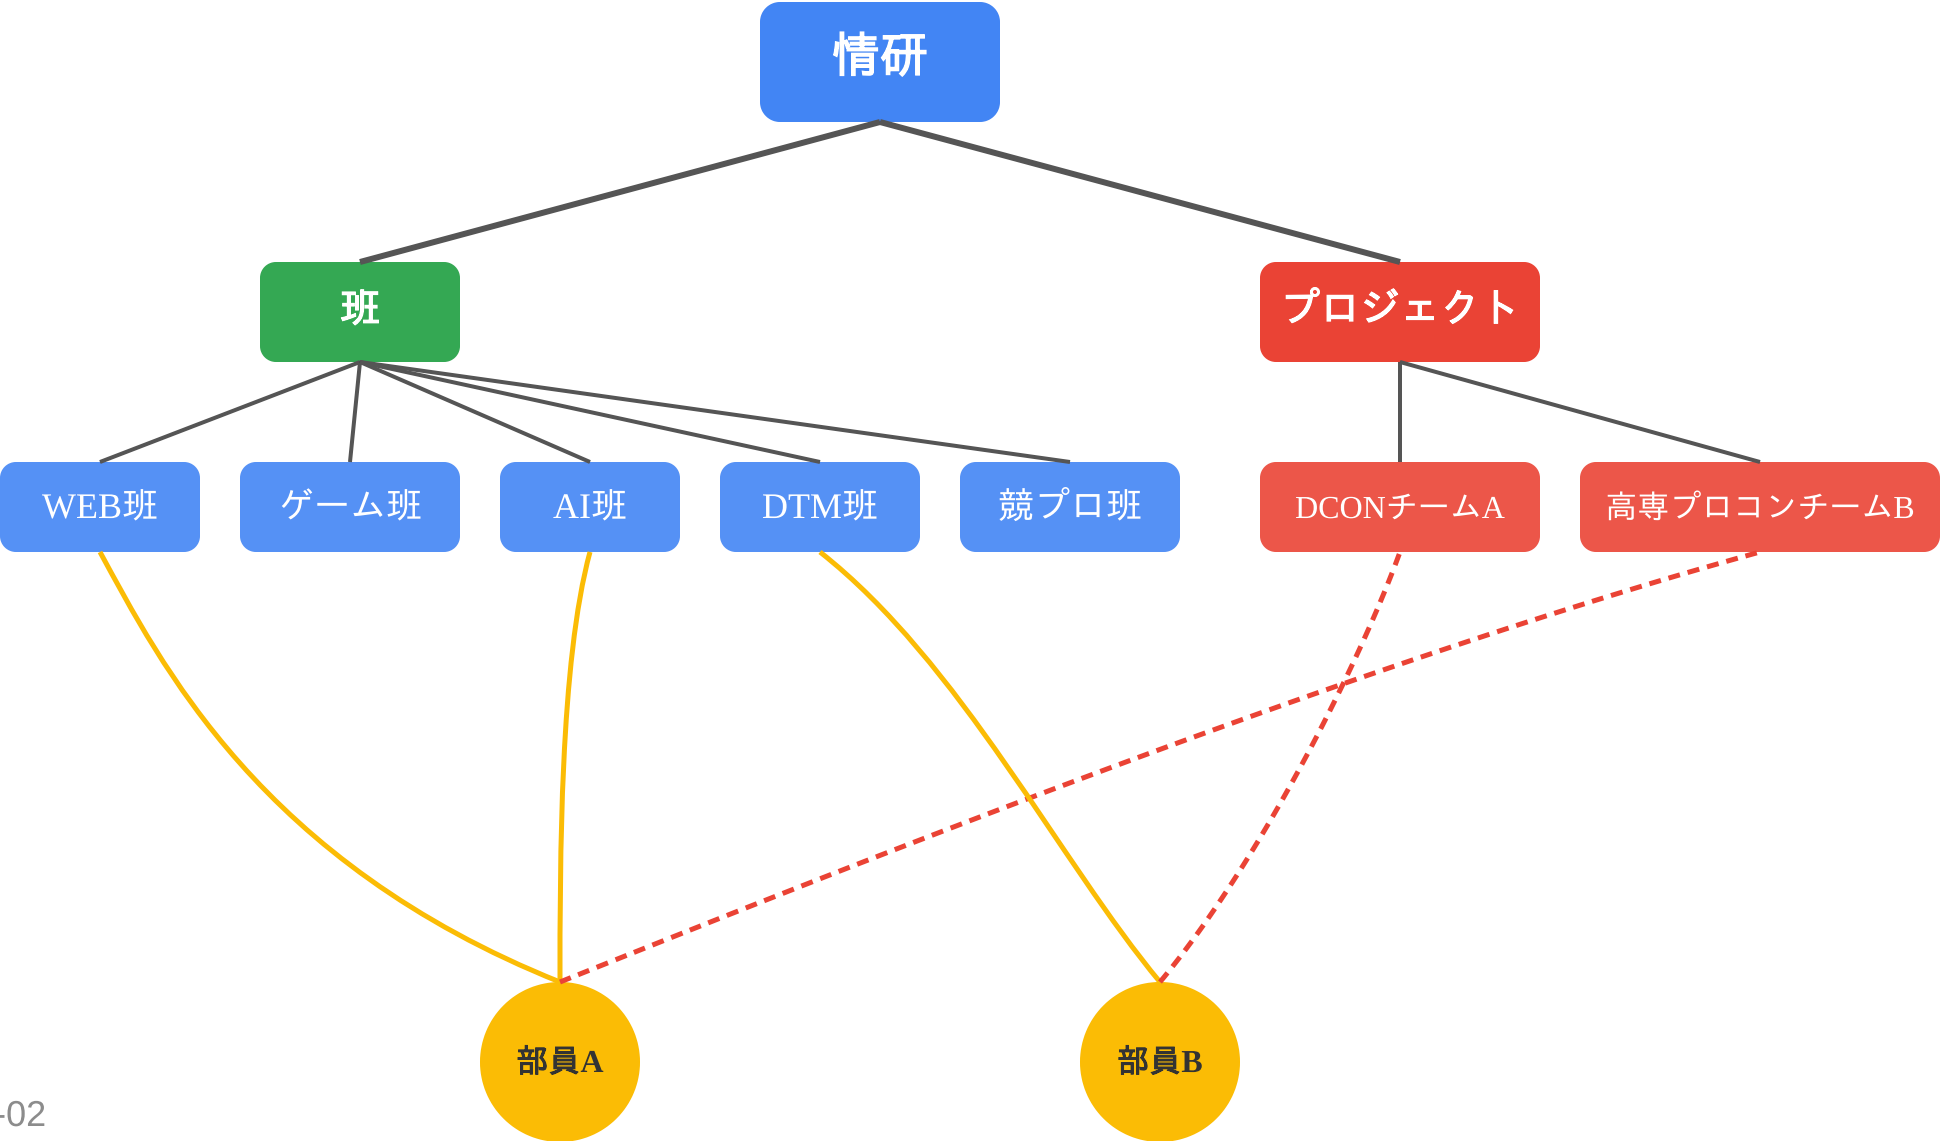 情研
班
プロジェクト
WEB班
ゲーム班
AI班
DTM班
競プロ班
DCONチームA
高専プロコンチームB
部員A
部員B
-02